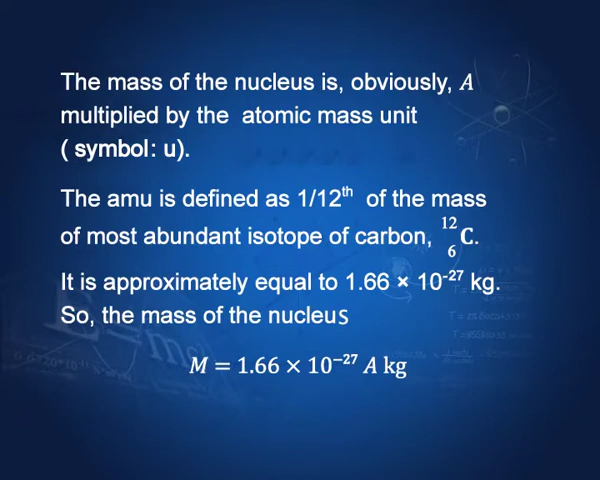 The mass of the nucleus is, obviously, A
multiplied by the atomic mass unit
( symbol: u).
The amu is defined as 1/12th of the mass
of most abundant isotope of carbon, ¹²₆C.
It is approximately equal to 1.66 × 10⁻²⁷ kg.
So, the mass of the nucleus
M = 1.66 × 10⁻²⁷ A kg